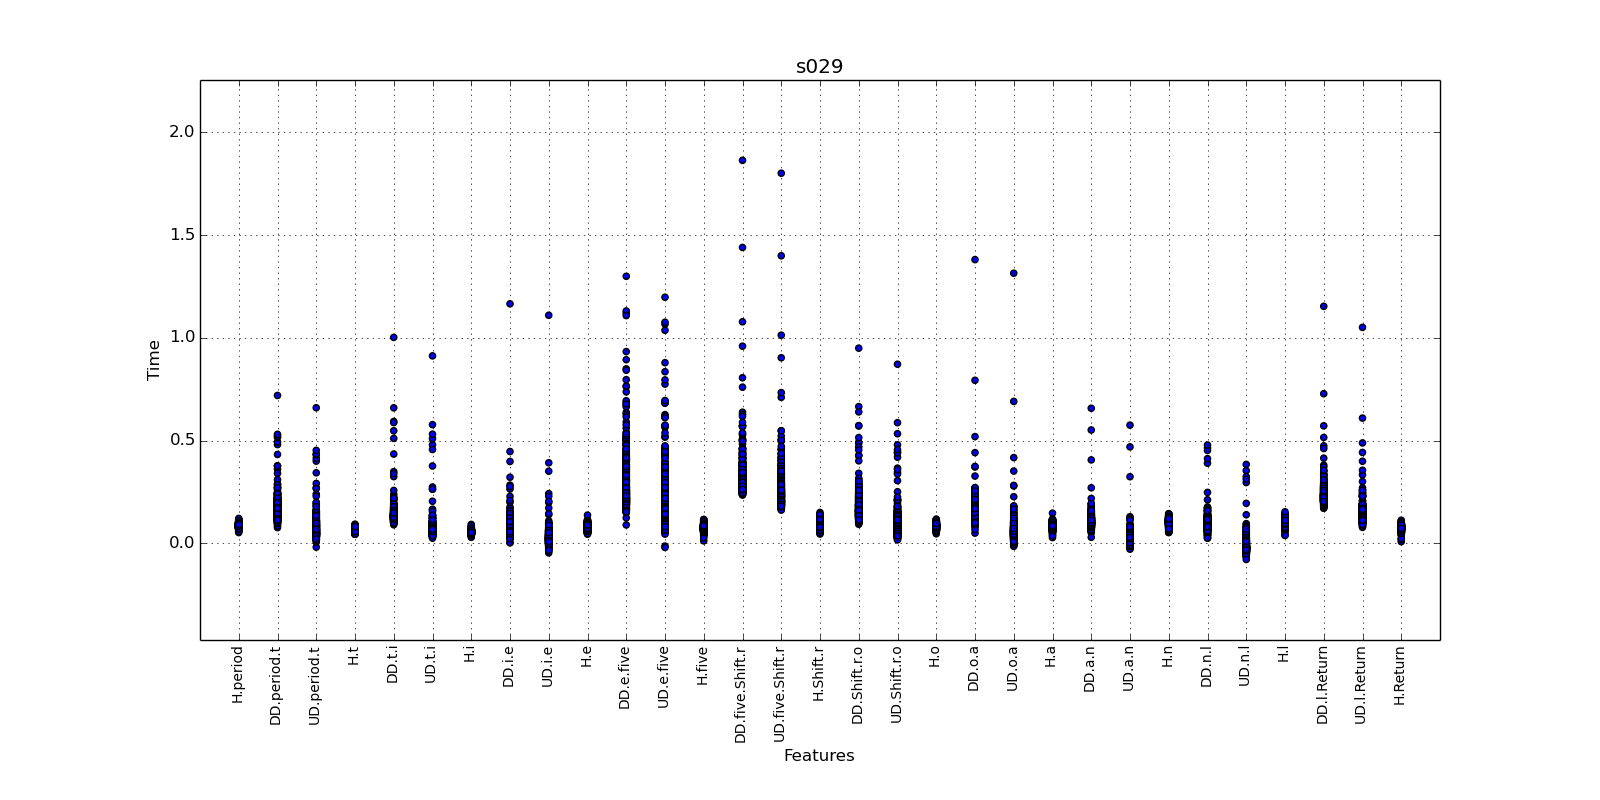 s029
2.0
1.5
1.0
0.5
0.0
Time
H.period
DD.period.t
UD.period.t
H.t
DD.t.i
UD.t.i
H.i
DD.i.e
UD.i.e
H.e
DD.e.five
UD.e.five
H.five
DD.five.Shift.r
UD.five.Shift.r
H.Shift.r
DD.Shift.r.o
UD.Shift.r.o
H.o
DD.o.a
UD.o.a
H.a
DD.a.n
UD.a.n
H.n
DD.n.l
UD.n.l
H.l
DD.l.Return
UD.l.Return
H.Return
Features